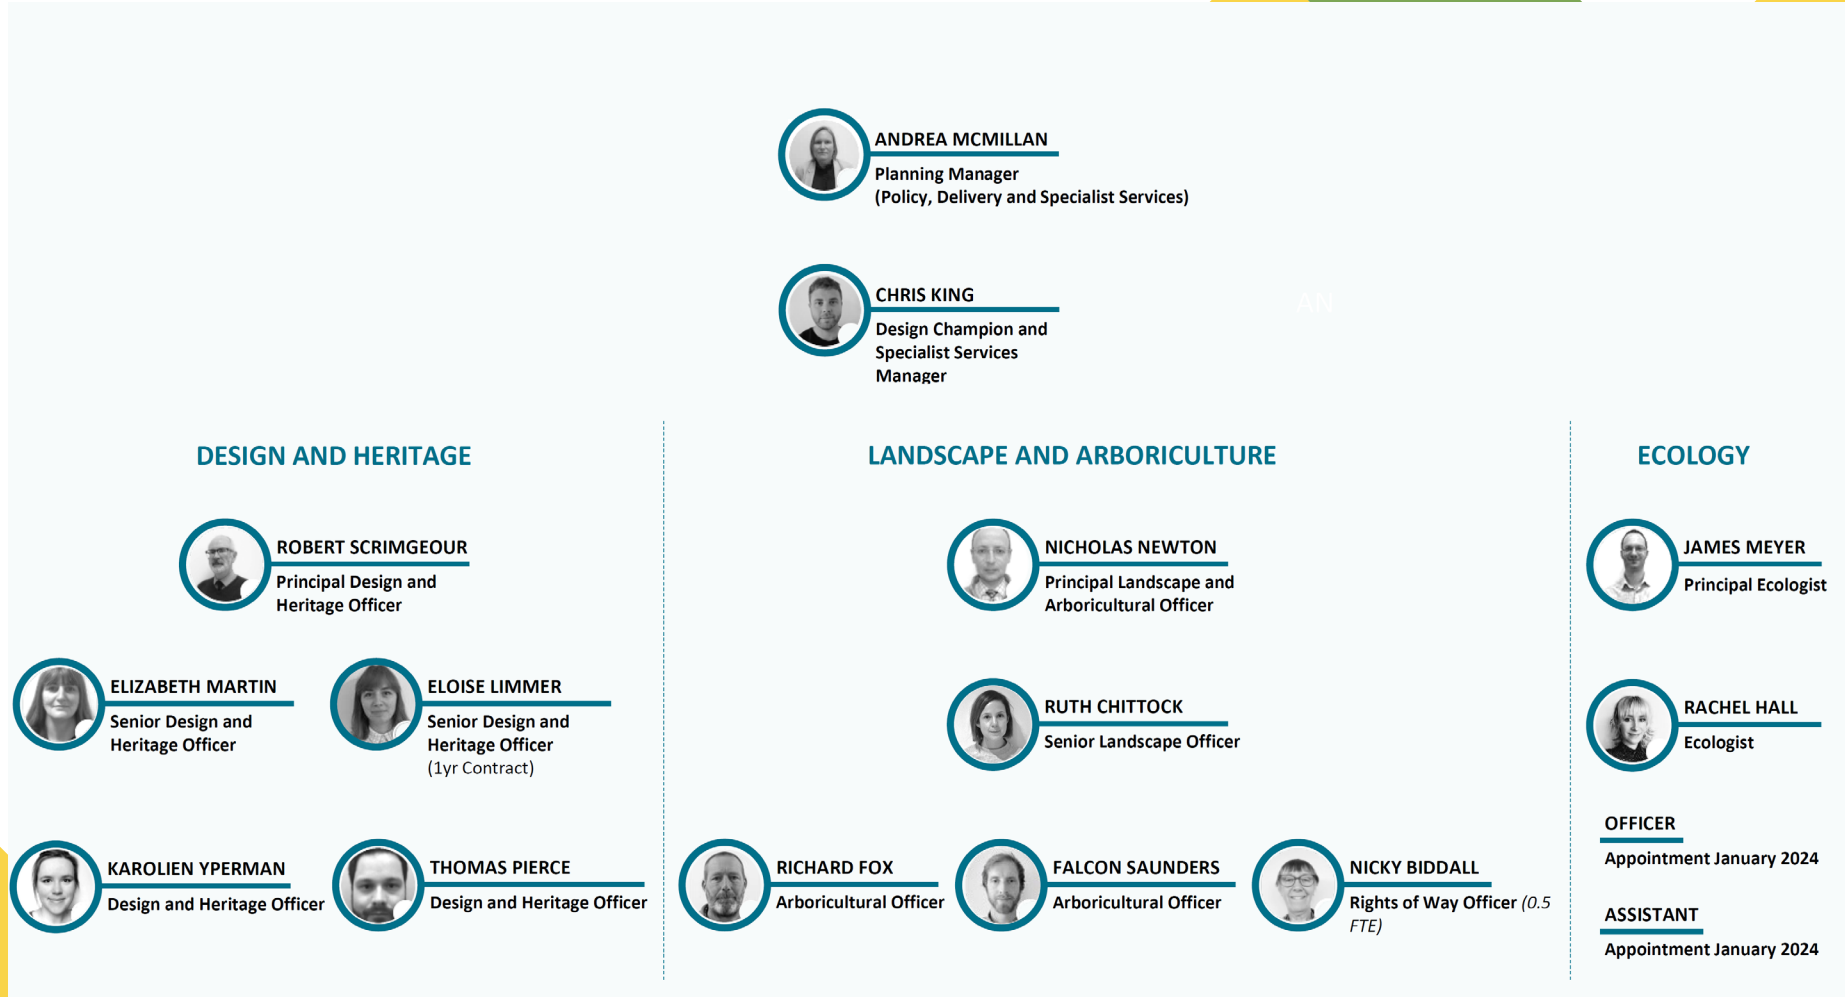 ANDREA MCMILLAN
Planning Manager
(Policy, Delivery and Specialist Services)
CHRIS KING
AN
Design Champion and
Specialist Services
Manager
DESIGN AND HERITAGE
LANDSCAPE AND ARBORICULTURE
ECOLOGY
ROBERT SCRIMGEOUR
Principal Design and
Heritage Officer
NICHOLAS NEWTON
Principal Landscape and
Arboricultural Officer
JAMES MEYER
Principal Ecologist
ELIZABETH MARTIN
Senior Design and
Heritage Officer
ELOISE LIMMER
Senior Design and
Heritage Officer
(1yr Contract)
RUTH CHITTOCK
Senior Landscape Officer
RACHEL HALL
Ecologist
OFFICER
Appointment January 2024
KAROLIEN YPERMAN
Design and Heritage Officer
THOMAS PIERCE
Design and Heritage Officer
RICHARD FOX
Arboricultural Officer
FALCON SAUNDERS
Arboricultural Officer
NICKY BIDDALL
Rights of Way Officer (0.5
FTE)
ASSISTANT
Appointment January 2024